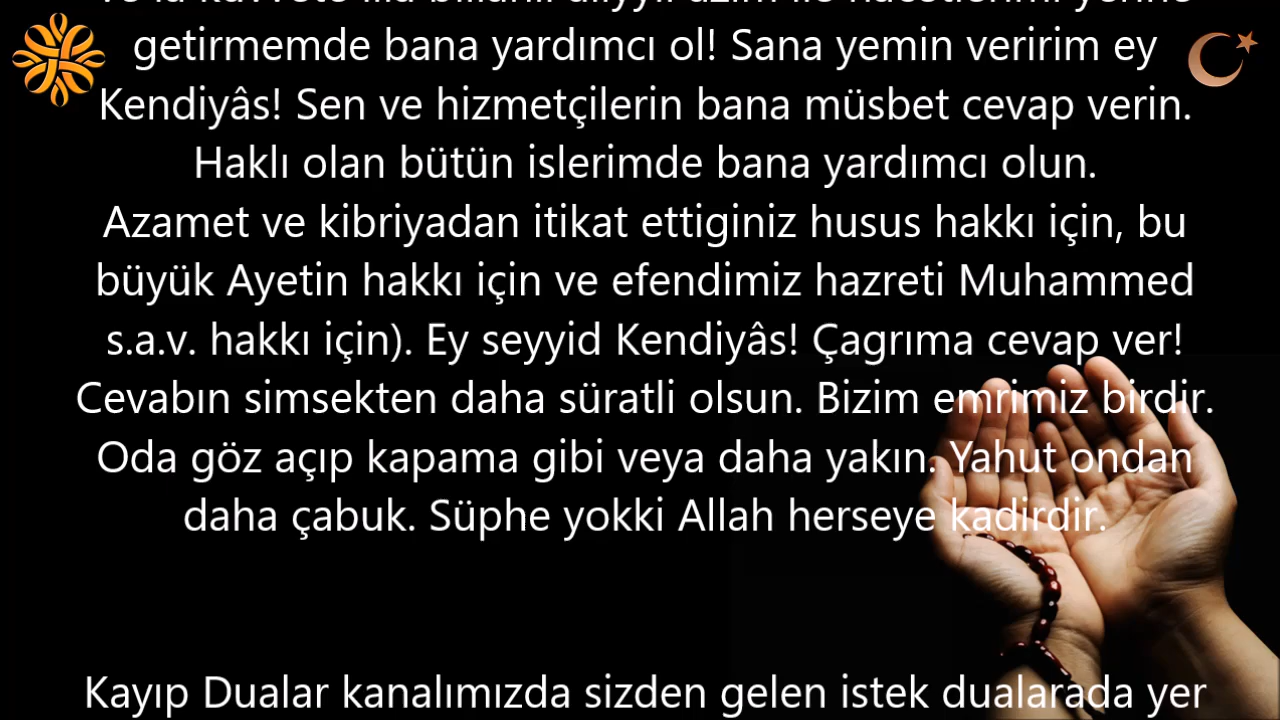 getirmemde bana yardımcı ol! Sana yemin veririm ey
Kendiyâs! Sen ve hizmetçilerin bana müsbet cevap verin.
Haklı olan bütün islerimde bana yardımcı olun.
Azamet ve kibriyadan itikat ettiginiz husus hakkı için, bu
büyük Ayetin hakkı için ve efendimiz hazreti Muhammed
s.a.v. hakkı için). Ey seyyid Kendiyâs! Çagrıma cevap ver!
Cevabın simsekten daha süratli olsun. Bizim emrimiz birdir.
Oda göz açıp kapama gibi veya daha yakın. Yahut ondan
daha çabuk. Süphe yokki Allah herseye kadirdir.
Kayıp Dualar kanalımızda sizden gelen istek dualarada yer